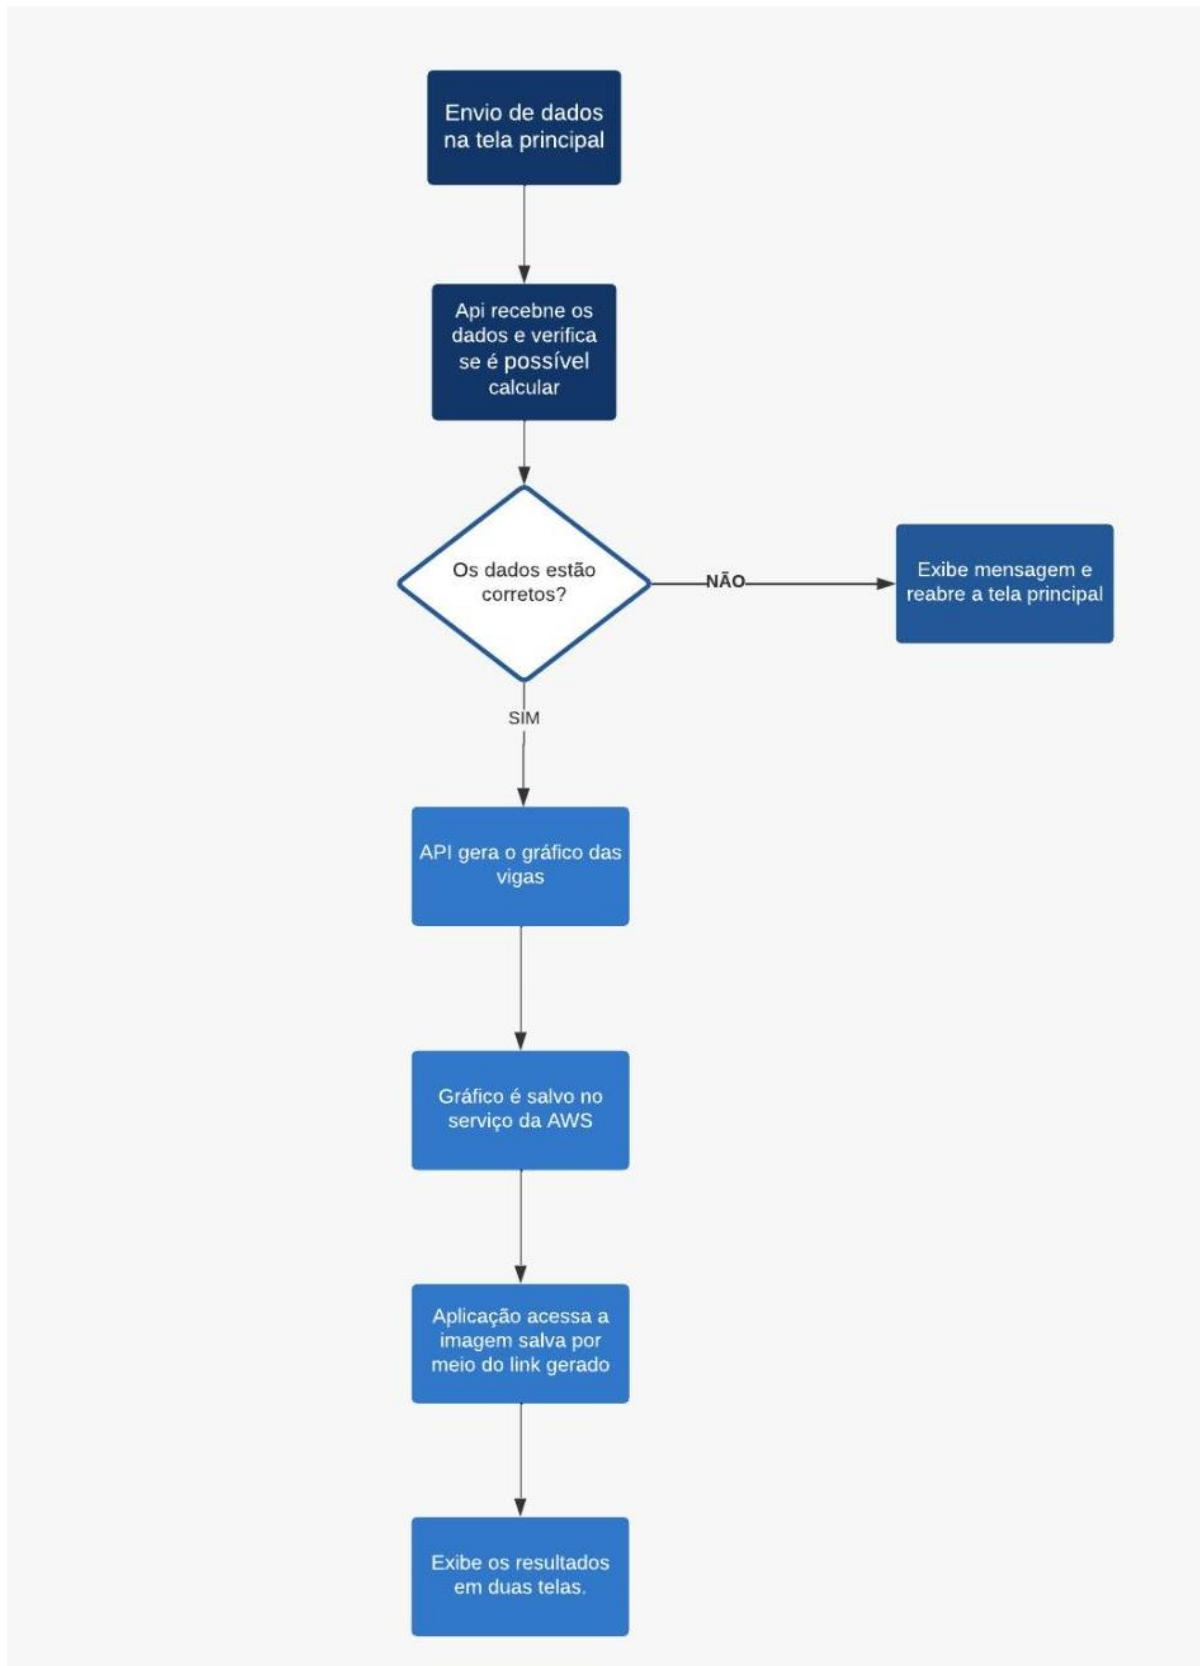 Envio de dados
na tela principal
Api recebne os
dados e verifica
se é possível
calcular
Os dados estão
corretos?
NÃO
Exibe mensagem e
reabre a tela principal
SIM
API gera o gráfico das
vigas
Gráfico é salvo no
serviço da AWS
Aplicação acessa a
imagem salva por
meio do link gerado
Exibe os resultados
em duas telas.